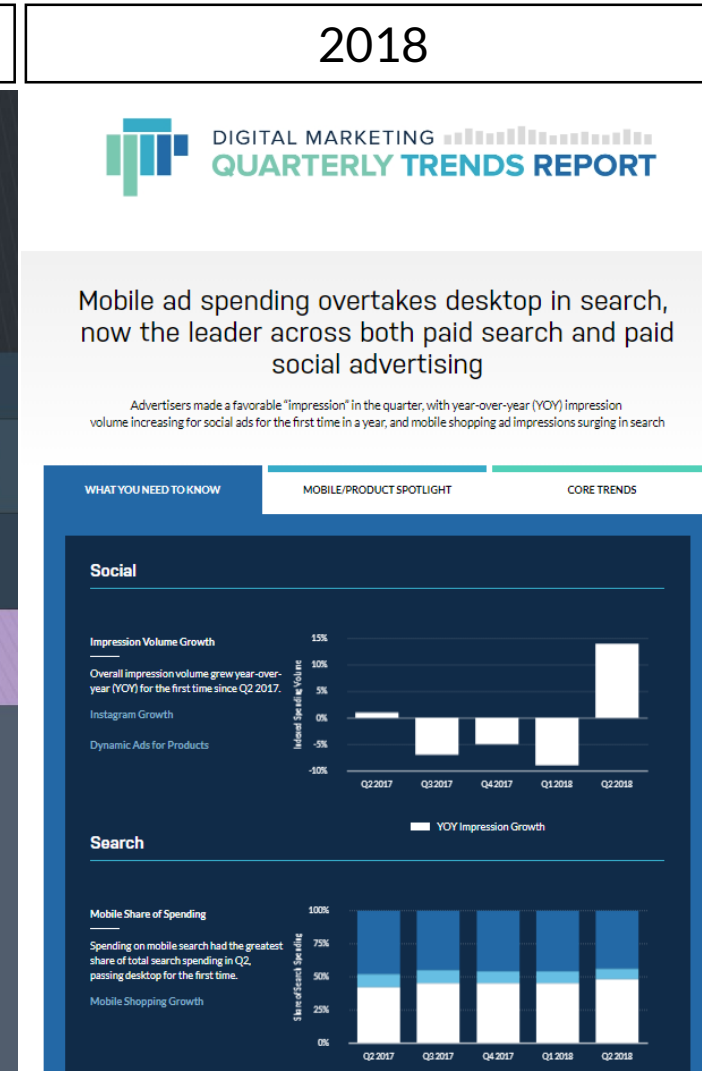 2018
DIGITAL MARKETING
QUARTERLY TRENDS REPORT
Mobile ad spending overtakes desktop in search,
now the leader across both paid search and paid
social advertising
Advertisers made a favorable "impression" in the quarter, with year-over-year (YOY) impression
volume increasing for social ads for the first time in a year, and mobile shopping ad impressions surging in search
WHAT YOU NEED TO KNOW
MOBILE/PRODUCT SPOTLIGHT
CORE TRENDS
Social
Impression Volume Growth
Overall impression volume grew year-over-
year (YOY) for the first time since Q2 2017.
Instagram Growth
Dynamic Ads for Products
Indexed Spending Volume
15%
10%
5%
0%
-5%
-10%
Q2 2017 Q3 2017 Q4 2017 Q1 2018 Q2 2018
YOY Impression Growth
Search
Mobile Share of Spending
Spending on mobile search had the greatest
share of total search spending in Q2,
passing desktop for the first time.
Mobile Shopping Growth
Share of Search Spending
100%
75%
50%
25%
0%
Q2 2017 Q3 2017 Q4 2017 Q1 2018 Q2 2018